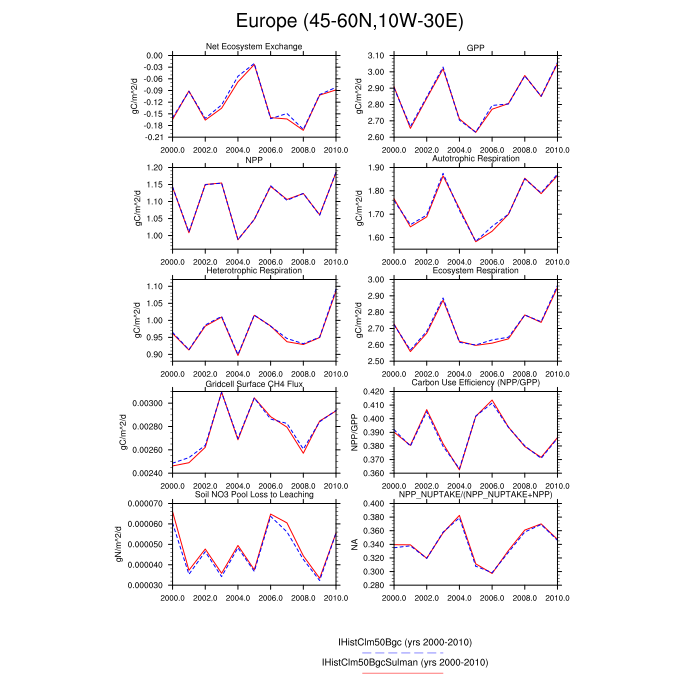 Europe (45-60N,10W-30E)
Net Ecosystem Exchange
gC/m^2/d
0.00
-0.03
-0.06
-0.09
-0.12
-0.15
-0.18
-0.21
2000.0 2002.0 2004.0 2006.0 2008.0 2010.0
GPP
gC/m^2/d
3.10
3.00
2.90
2.80
2.70
2.60
2000.0 2002.0 2004.0 2006.0 2008.0 2010.0
NPP
gC/m^2/d
1.20
1.15
1.10
1.05
1.00
2000.0 2002.0 2004.0 2006.0 2008.0 2010.0
Autotrophic Respiration
gC/m^2/d
1.90
1.80
1.70
1.60
2000.0 2002.0 2004.0 2006.0 2008.0 2010.0
Heterotrophic Respiration
gC/m^2/d
1.10
1.05
1.00
0.95
0.90
2000.0 2002.0 2004.0 2006.0 2008.0 2010.0
Ecosystem Respiration
gC/m^2/d
3.00
2.90
2.80
2.70
2.60
2.50
2000.0 2002.0 2004.0 2006.0 2008.0 2010.0
Gridcell Surface CH4 Flux
gC/m^2/d
0.00300
0.00280
0.00260
0.00240
2000.0 2002.0 2004.0 2006.0 2008.0 2010.0
Carbon Use Efficiency (NPP/GPP)
NPP/GPP
0.420
0.410
0.400
0.390
0.380
0.370
0.360
2000.0 2002.0 2004.0 2006.0 2008.0 2010.0
Soil NO3 Pool Loss to Leaching
gN/m^2/d
0.000070
0.000060
0.000050
0.000040
0.000030
2000.0 2002.0 2004.0 2006.0 2008.0 2010.0
NPP_NUPTAKE/(NPP_NUPTAKE+NPP)
NA
0.400
0.380
0.360
0.340
0.320
0.300
0.280
2000.0 2002.0 2004.0 2006.0 2008.0 2010.0
IHistClm50Bgc (yrs 2000-2010)
IHistClm50BgcSulman (yrs 2000-2010)